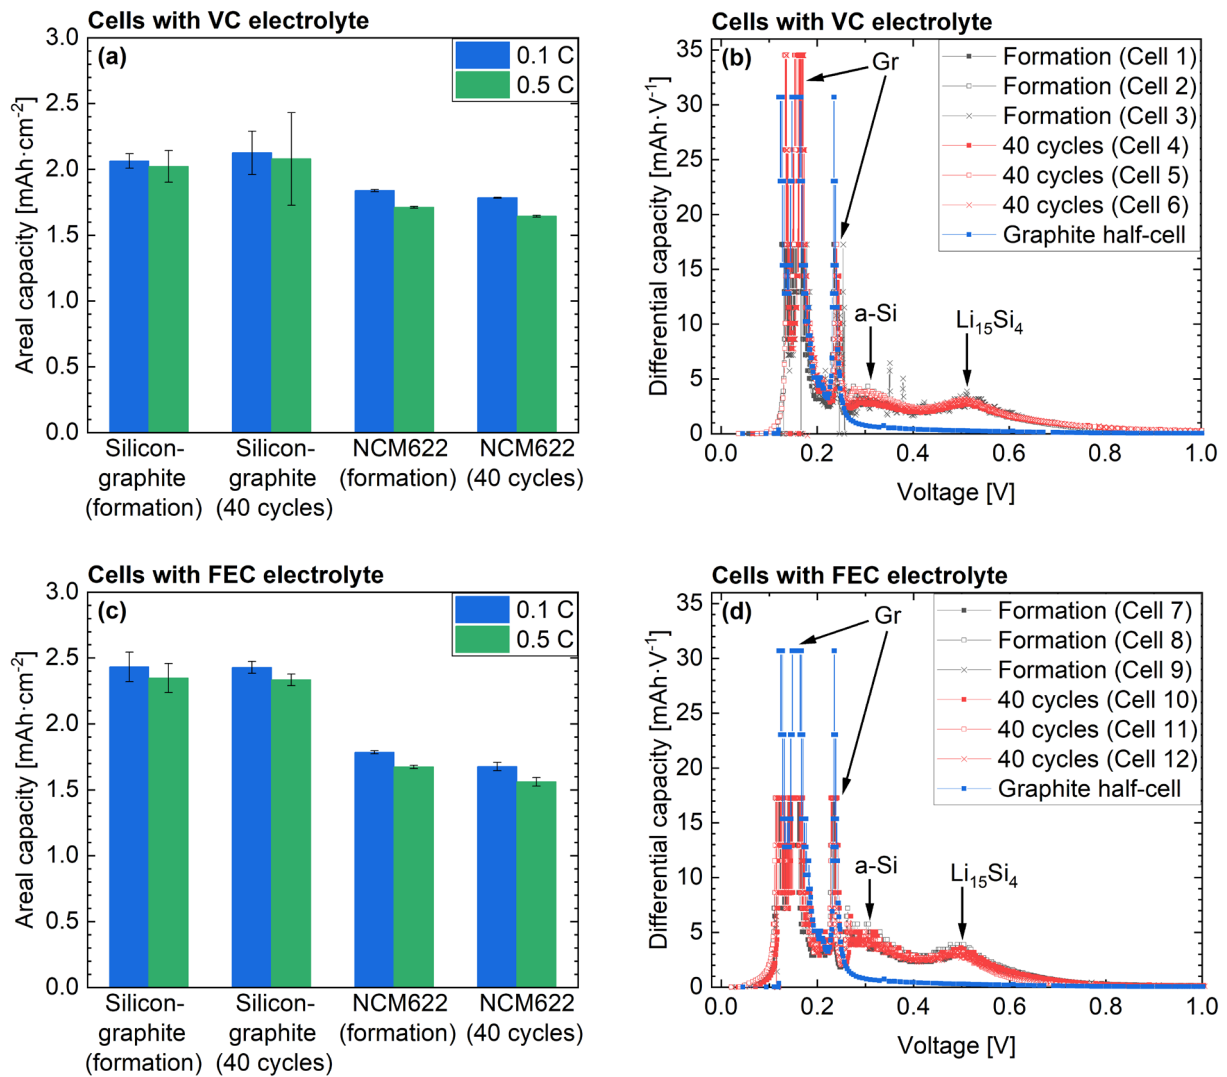 Cells with VC electrolyte
(a)
0.1 C
0.5 C
Areal capacity [mAh·cm⁻²]
3.0
2.5
2.0
1.5
1.0
0.5
0.0
Silicon-
graphite
(formation)
Silicon-
graphite
(40 cycles)
NCM622
(formation)
NCM622
(40 cycles)
Cells with VC electrolyte
(b)
Gr
Formation (Cell 1)
Formation (Cell 2)
Formation (Cell 3)
40 cycles (Cell 4)
40 cycles (Cell 5)
40 cycles (Cell 6)
Graphite half-cell
a-Si
Li₁₅Si₄
Differential capacity [mAh·V⁻¹]
35
30
25
20
15
10
5
0
0.0
0.2
0.4
0.6
0.8
1.0
Voltage [V]
Cells with FEC electrolyte
(c)
0.1 C
0.5 C
Areal capacity [mAh·cm⁻²]
3.0
2.5
2.0
1.5
1.0
0.5
0.0
Silicon-
graphite
(formation)
Silicon-
graphite
(40 cycles)
NCM622
(formation)
NCM622
(40 cycles)
Cells with FEC electrolyte
(d)
Gr
Formation (Cell 7)
Formation (Cell 8)
Formation (Cell 9)
40 cycles (Cell 10)
40 cycles (Cell 11)
40 cycles (Cell 12)
Graphite half-cell
a-Si
Li₁₅Si₄
Differential capacity [mAh·V⁻¹]
35
30
25
20
15
10
5
0
0.0
0.2
0.4
0.6
0.8
1.0
Voltage [V]